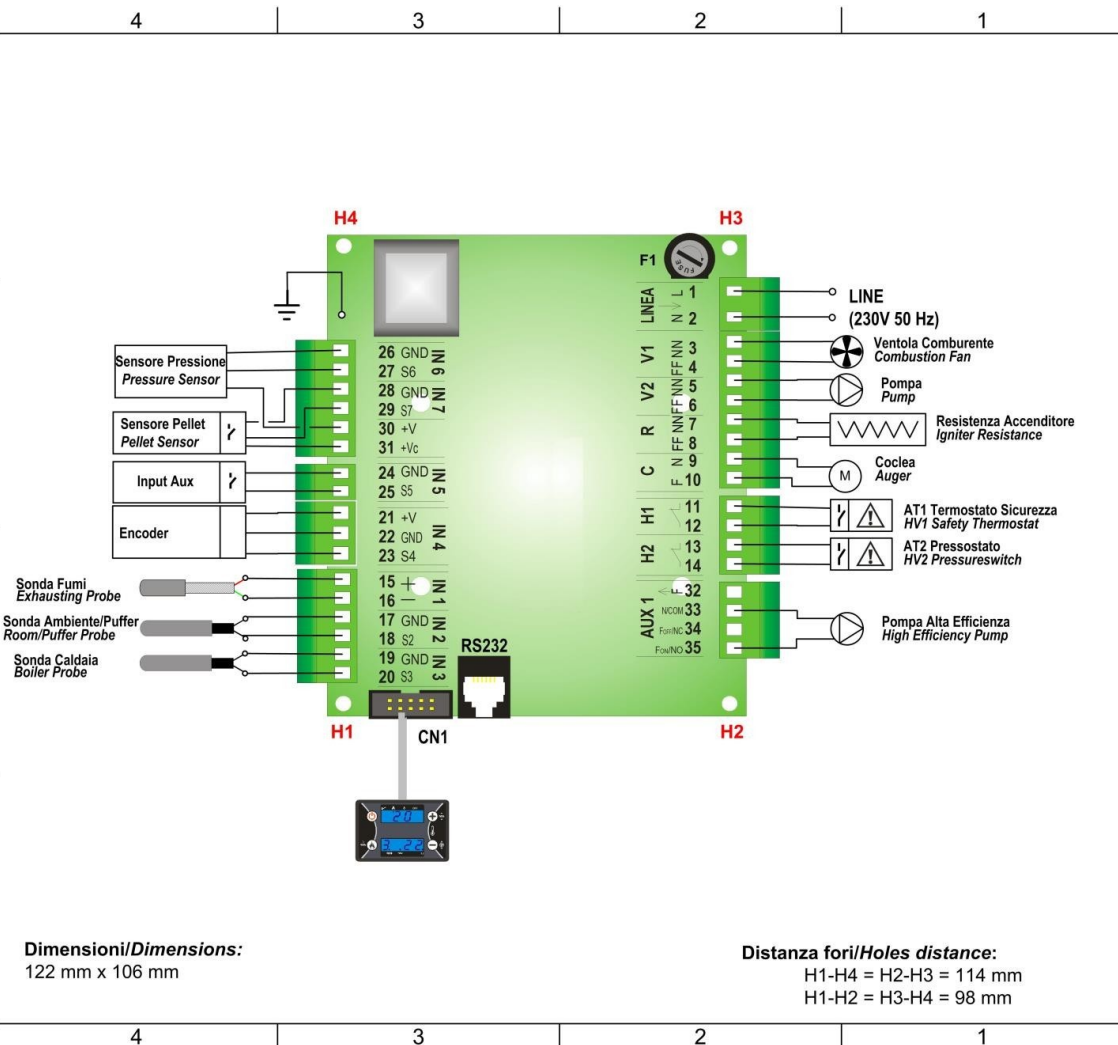 4 3 2 1
H4 H3
F1
FUSE
LINEA
L 1
N 2
LINE
(230V 50 Hz)
V1
N 3
F 4
Ventola Comburente
Combustion Fan
V2
N 5
F 6
Pompa
Pump
R
N 7
F 8
Resistenza Accenditore
Igniter Resistance
C
N 9
F 10
M
Coclea
Auger
H1
11
12
AT1 Termostato Sicurezza
HV1 Safety Thermostat
H2
13
14
AT2 Pressostato
HV2 Pressureswitch
AUX 1
F 32
N/COM 33
FOFF/NC 34
FON/NO 35
Pompa Alta Efficienza
High Efficiency Pump
Sensore Pressione
Pressure Sensor
26 GND
27 S6
IN 6
Sensore Pellet
Pellet Sensor
28 GND
29 S7
IN 7
30 +V
31 +Vc
Input Aux
24 GND
25 S5
IN 5
Encoder
21 +V
22 GND
23 S4
IN 4
Sonda Fumi
Exhausting Probe
15 +
16 −
IN 1
Sonda Ambiente/Puffer
Room/Puffer Probe
17 GND
18 S2
IN 2
Sonda Caldaia
Boiler Probe
19 GND
20 S3
IN 3
RS232
H1 CN1 H2
20
Dimensioni/Dimensions:
122 mm x 106 mm
Distanza fori/Holes distance:
H1-H4 = H2-H3 = 114 mm
H1-H2 = H3-H4 = 98 mm
4 3 2 1